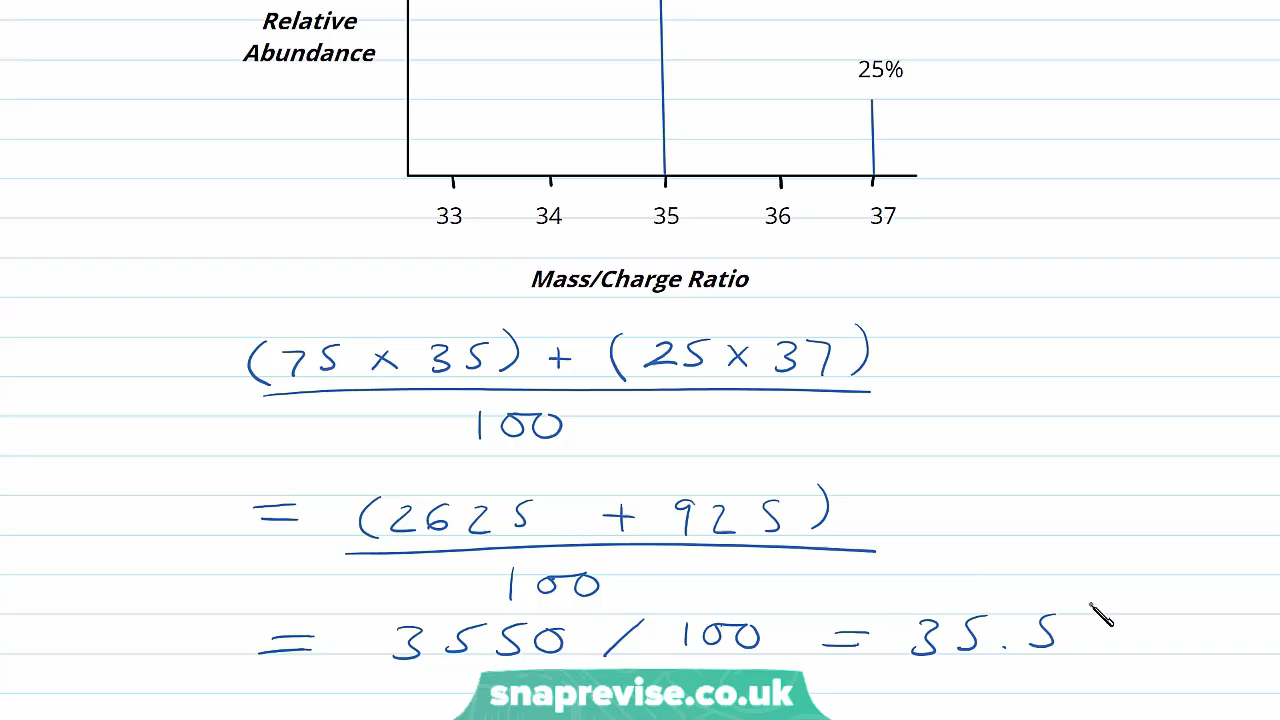 Relative
Abundance
25%
33 34 35 36 37
Mass/Charge Ratio
(75 x 35) + (25 x 37)
100
= (2625 + 925)
100
= 3550 / 100 = 35.5
snaprevise.co.uk